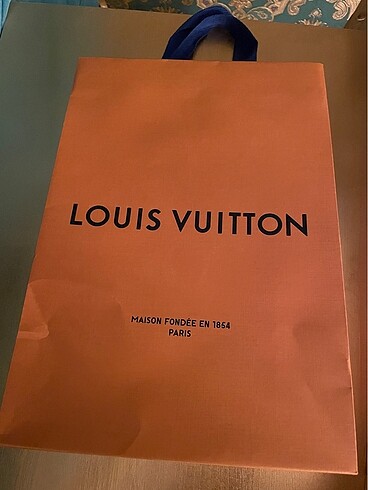 LOUIS VUITTON
MAISON FONDÉE EN 1854
PARIS